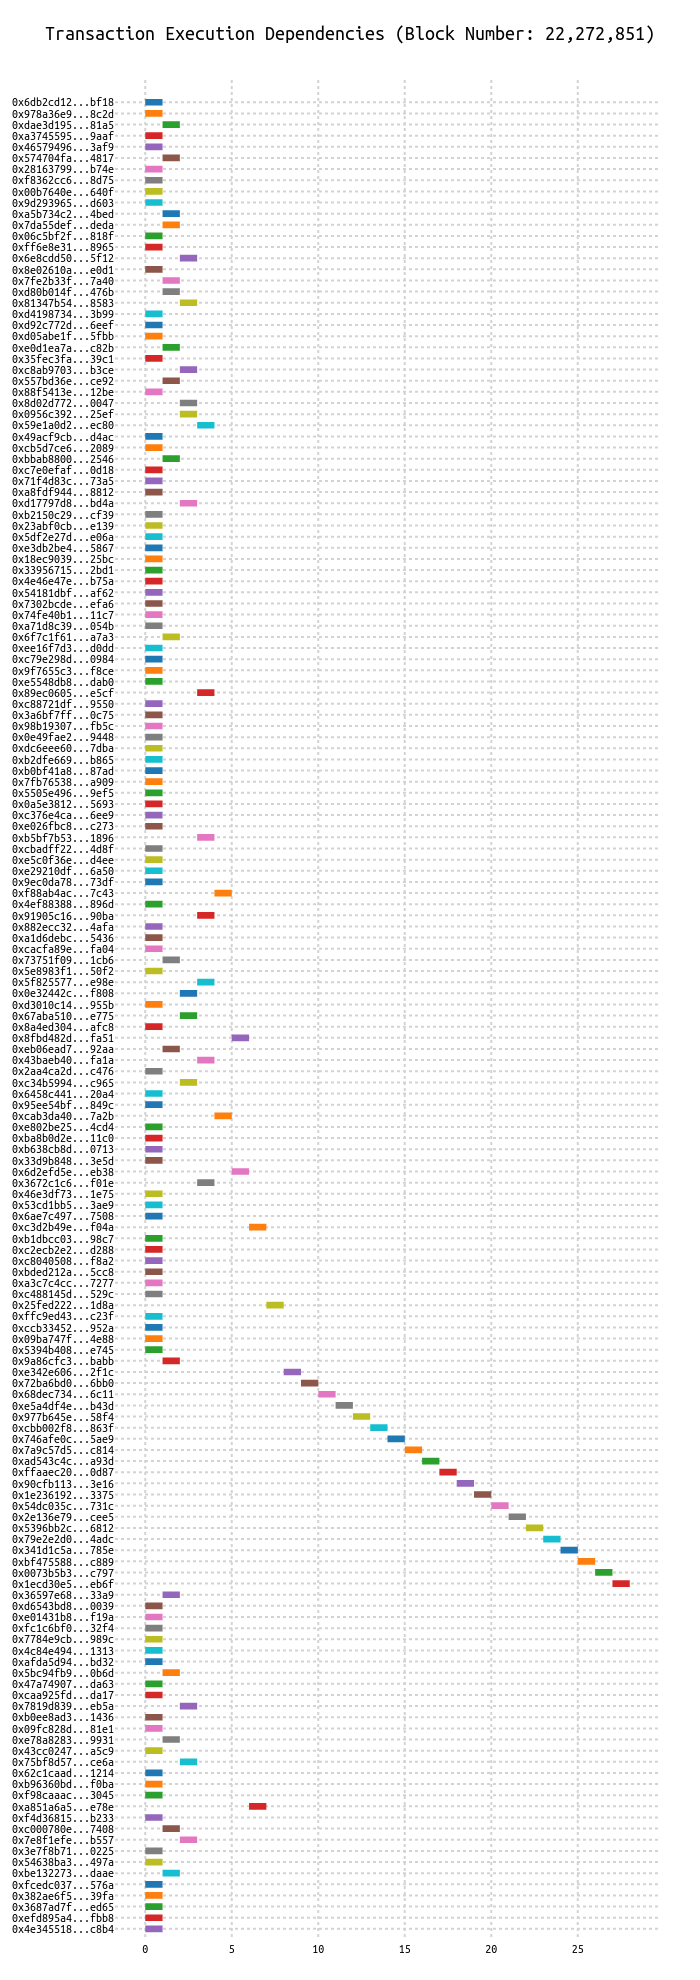 Transaction Execution Dependencies (Block Number: 22,272,851)
0x6db2cd12...bf18
0x978a36e9...8c2d
0xdae3d195...81a5
0xa3745595...9aaf
0x46579496...3af9
0x574704fa...4817
0x28163799...b74e
0xf8362cc6...8d75
0x00b7640e...640f
0x9d293965...d603
0xa5b734c2...4bed
0x7da55def...deda
0x06c5bf2f...818f
0xff6e8e31...8965
0x6e8cdd50...5f12
0x8e02610a...e0d1
0x7fe2b33f...7a40
0xd80b014f...476b
0x81347b54...8583
0xd4198734...3b99
0xd92c772d...6eef
0xd05abe1f...5fbb
0xe0d1ea7a...c82b
0x35fec3fa...39c1
0xc8ab9703...b3ce
0x557bd36e...ce92
0x88f5413e...12be
0x8d02d772...0047
0x0956c392...25ef
0x59e1a0d2...ec80
0x49acf9cb...d4ac
0xcb5d7ce6...2089
0xbbab8800...2546
0xc7e0efaf...0d18
0x71f4d83c...73a5
0xa8fdf944...8812
0xd17797d8...bd4a
0xb2150c29...cf39
0x23abf0cb...e139
0x5df2e27d...e06a
0xe3db2be4...5867
0x18ec9039...25bc
0x33956715...2bd1
0x4e46e47e...b75a
0x54181dbf...af62
0x7302bcde...efa6
0x74fe40b1...11c7
0xa71d8c39...054b
0x6f7c1f61...a7a3
0xee16f7d3...d0dd
0xc79e298d...0984
0x9f7655c3...f8ce
0xe5548db8...dab0
0x89ec0605...e5cf
0xc88721df...9550
0x3a6bf7ff...0c75
0x98b19307...fb5c
0x0e49fae2...9448
0xdc6eee60...7dba
0xb2dfe669...b865
0xb0bf41a8...87ad
0x7fb76538...a909
0x5505e496...9ef5
0x0a5e3812...5693
0xc376e4ca...6ee9
0xe026fbc8...c273
0xb5bf7b53...1896
0xcbadff22...4d8f
0xe5c0f36e...d4ee
0xe29210df...6a50
0x9ec0da78...73df
0xf88ab4ac...7c43
0x4ef88388...896d
0x91905c16...90ba
0x882ecc32...4afa
0xa1d6debc...5436
0xcacfa89e...fa04
0x73751f09...1cb6
0x5e8983f1...50f2
0x5f825577...e98e
0x0e32442c...f808
0xd3010c14...955b
0x67aba510...e775
0x8a4ed304...afc8
0x8fbd482d...fa51
0xeb06ead7...92aa
0x43baeb40...fa1a
0x2aa4ca2d...c476
0xc34b5994...c965
0x6458c441...20a4
0x95ee54bf...849c
0xcab3da40...7a2b
0xe802be25...4cd4
0xba8b0d2e...11c0
0xb638cb8d...0713
0x33d9b848...3e5d
0x6d2efd5e...eb38
0x3672c1c6...f01e
0x46e3df73...1e75
0x53cd1bb5...3ae9
0x6ae7c497...7508
0xc3d2b49e...f04a
0xb1dbcc03...98c7
0xc2ecb2e2...d288
0xc8040508...f8a2
0xbded212a...5cc8
0xa3c7c4cc...7277
0xc488145d...529c
0x25fed222...1d8a
0xffc9ed43...c23f
0xccb33452...952a
0x09ba747f...4e88
0x5394b408...e745
0x9a86cfc3...babb
0xe342e606...2f1c
0x72ba6bd0...6bb0
0x68dec734...6c11
0xe5a4df4e...b43d
0x977b645e...58f4
0xcbb002f8...863f
0x746afe0c...5ae9
0x7a9c57d5...c814
0xad543c4c...a93d
0xffaaec20...0d87
0x90cfb113...3e16
0x1e236192...3375
0x54dc035c...731c
0x2e136e79...cee5
0x5396bb2c...6812
0x79e2e2d0...4adc
0x341d1c5a...785e
0xbf475588...c889
0x0073b5b3...c797
0x1ecd30e5...eb6f
0x36597e68...33a9
0xd6543bd8...0039
0xe01431b8...f19a
0xfc1c6bf0...32f4
0x7784e9cb...989c
0x4c84e494...1313
0xafda5d94...bd32
0x5bc94fb9...0b6d
0x47a74907...da63
0xcaa925fd...da17
0x7819d839...eb5a
0xb0ee8ad3...1436
0x09fc828d...81e1
0xe78a8283...9931
0x43cc0247...a5c9
0x75bf8d57...ce6a
0x62c1caad...1214
0xb96360bd...f0ba
0xf98caaac...3045
0xa851a6a5...e78e
0xf4d36815...b233
0xc000780e...7408
0x7e8f1efe...b557
0x3e7f8b71...0225
0x54638ba3...497a
0xbe132273...daae
0xfcedc037...576a
0x382ae6f5...39fa
0x3687ad7f...ed65
0xefd895a4...fbb8
0x4e345518...c8b4
0 5 10 15 20 25